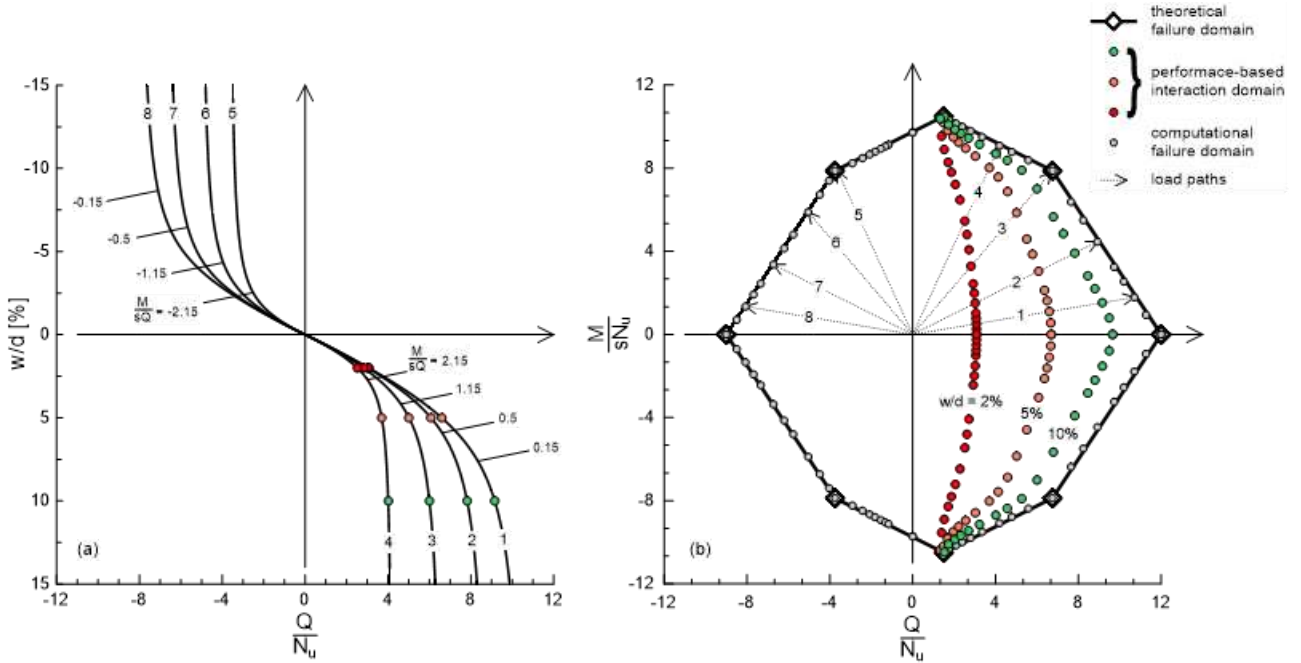 theoretical
failure domain
performace-based
interaction domain
computational
failure domain
load paths
-15
-10
-5
0
5
10
15
w/d [%]
8 7 6 5
-0.15
-0.5
-1.15
M/sQ = -2.15
M/sQ = 2.15
1.15
0.5
0.15
4 3 2 1
(a)
-12 -8 -4 0 4 8 12
Q/Nu
12
8
4
0
-4
-8
-12
M/sNu
5
6
7
8
4
3
2
1
w/d = 2%
5%
10%
(b)
-12 -8 -4 0 4 8 12
Q/Nu